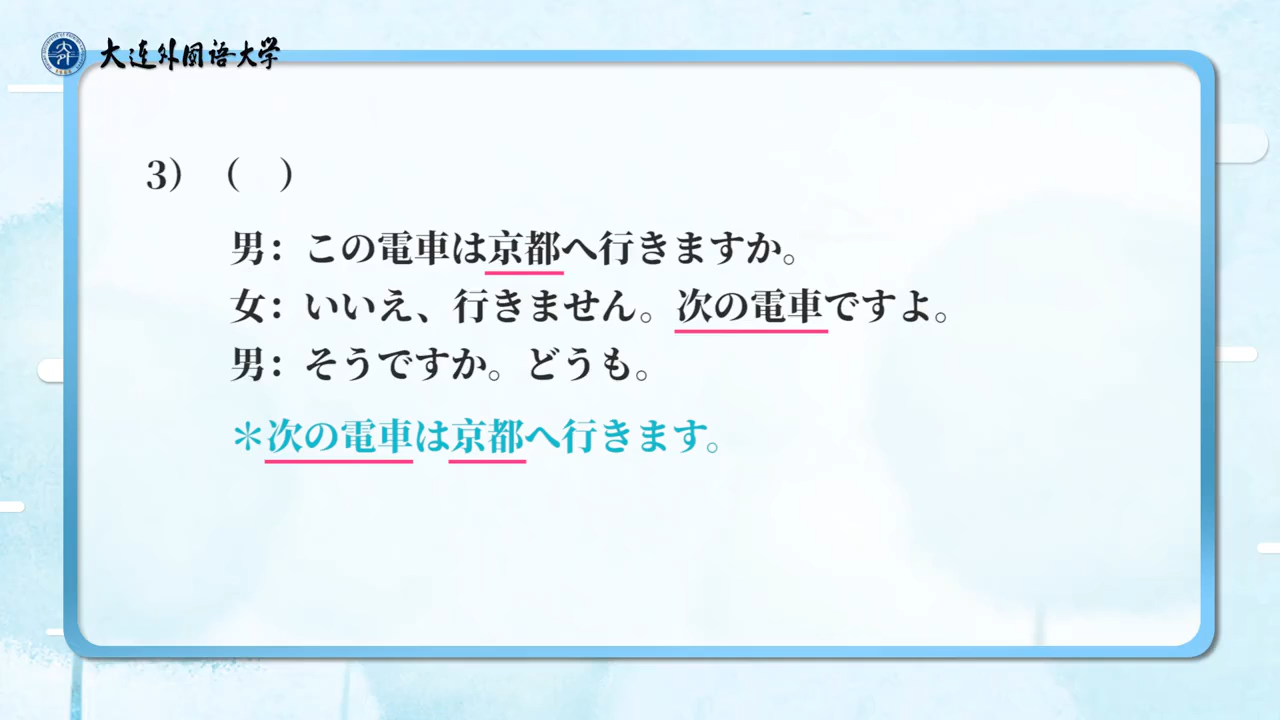 大连外国语大学
3）（　）
男：この電車は京都へ行きますか。
女：いいえ、行きません。次の電車ですよ。
男：そうですか。どうも。
＊次の電車は京都へ行きます。